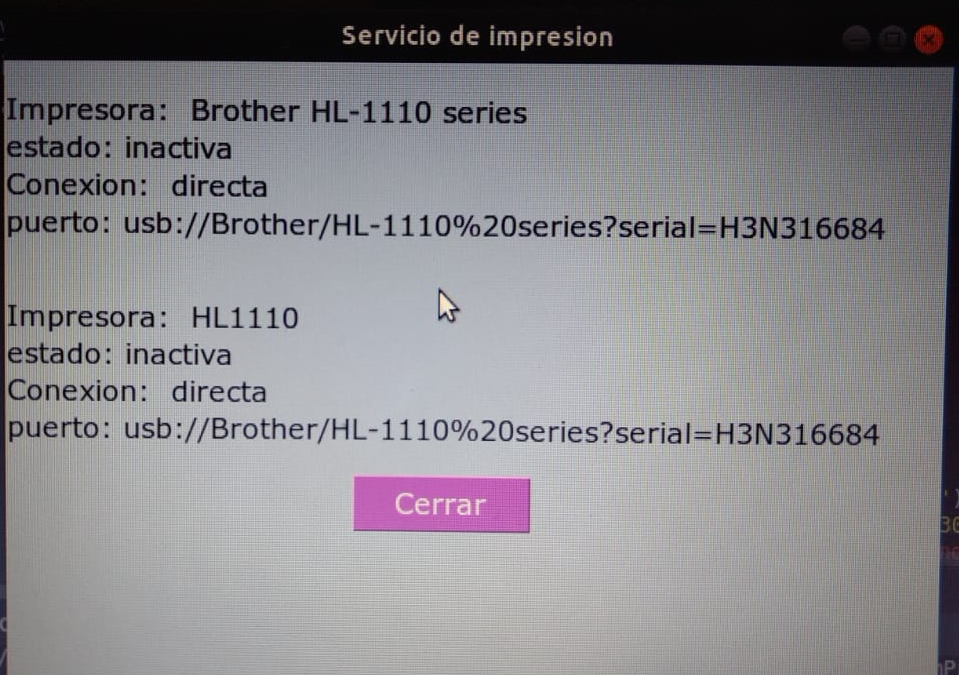 Servicio de impresion
Impresora: Brother HL-1110 series
estado: inactiva
Conexion: directa
puerto: usb://Brother/HL-1110%20series?serial=H3N316684
Impresora: HL1110
estado: inactiva
Conexion: directa
puerto: usb://Brother/HL-1110%20series?serial=H3N316684
Cerrar